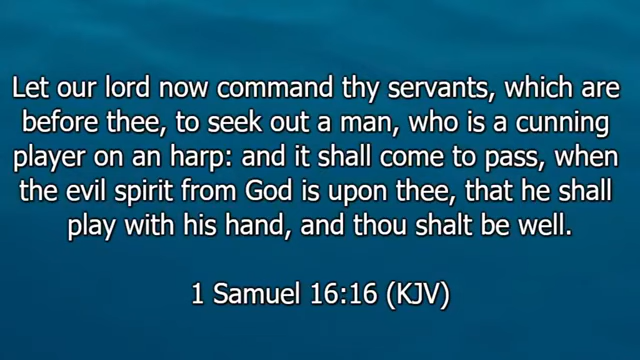 Let our lord now command thy servants, which are
before thee, to seek out a man, who is a cunning
player on an harp: and it shall come to pass, when
the evil spirit from God is upon thee, that he shall
play with his hand, and thou shalt be well.
1 Samuel 16:16 (KJV)